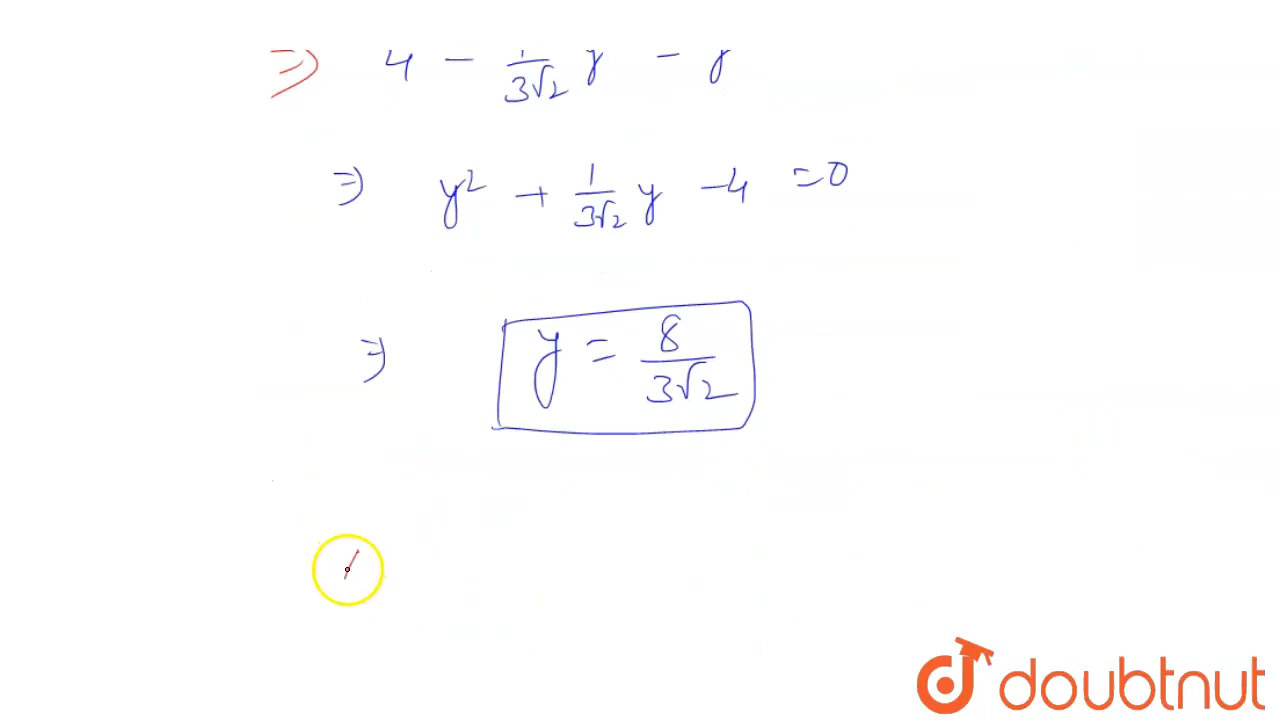 ⇒ 4 - 1/3√2 y - y
⇒ y² + 1/3√2 y - 4 = 0
⇒ y = 8/3√2
doubtnut